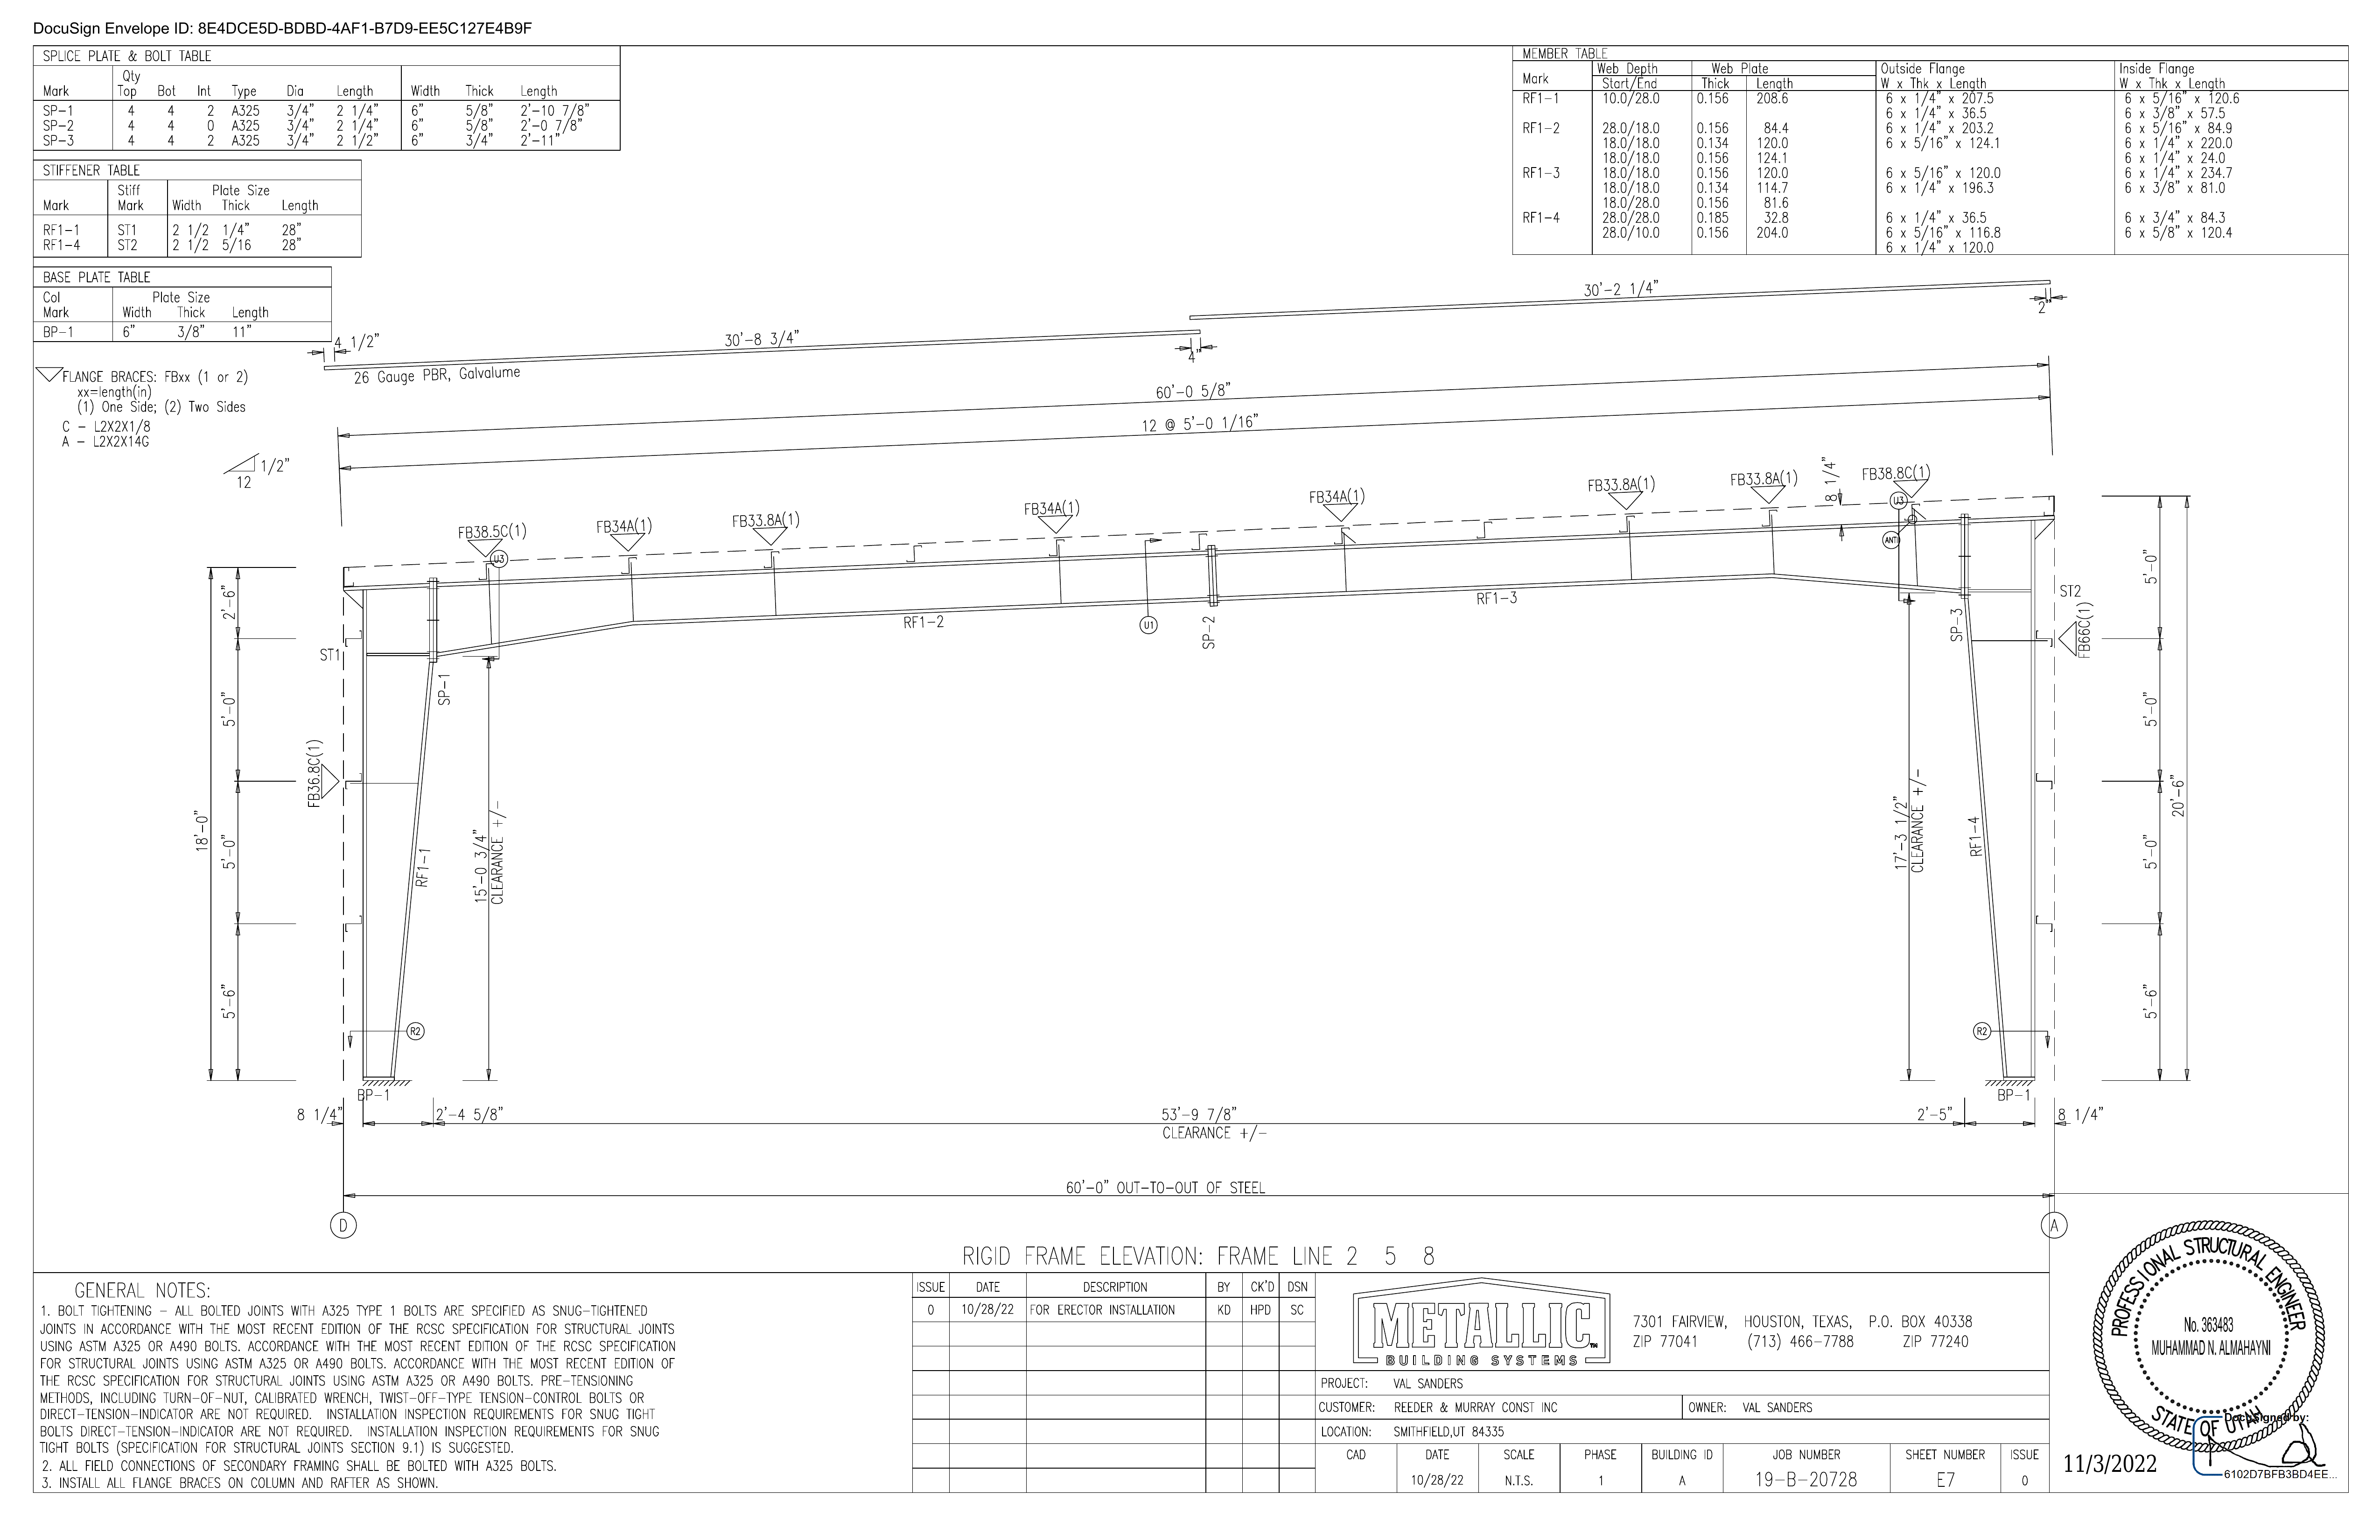 DocuSign Envelope ID: 8E4DCE5D-BDBD-4AF1-B7D9-EE5C127E4B9F
SPLICE PLATE & BOLT TABLE
Qty
Mark Top Bot Int Type Dia Length Width Thick Length
SP-1 4 4 2 A325 3/4" 2 1/4" 6" 5/8" 2'-10 7/8"
SP-2 4 4 0 A325 3/4" 2 1/4" 6" 5/8" 2'-0 7/8"
SP-3 4 4 2 A325 3/4" 2 1/2" 6" 3/4" 2'-11"
STIFFENER TABLE
Stiff Plate Size
Mark Mark Width Thick Length
RF1-1 ST1 2 1/2 1/4" 28"
RF1-4 ST2 2 1/2 5/16 28"
BASE PLATE TABLE
Col Plate Size
Mark Width Thick Length
BP-1 6" 3/8" 11"
MEMBER TABLE
Web Depth Web Plate Outside Flange Inside Flange
Mark Start/End Thick Length W x Thk x Length W x Thk x Length
RF1-1 10.0/28.0 0.156 208.6 6 x 1/4" x 207.5 6 x 5/16" x 120.6
6 x 1/4" x 36.5 6 x 3/8" x 57.5
RF1-2 28.0/18.0 0.156 84.4 6 x 1/4" x 203.2 6 x 5/16" x 84.9
18.0/18.0 0.134 120.0 6 x 5/16" x 124.1 6 x 1/4" x 220.0
18.0/18.0 0.156 124.1 6 x 1/4" x 24.0
RF1-3 18.0/18.0 0.156 120.0 6 x 5/16" x 120.0 6 x 1/4" x 234.7
18.0/18.0 0.134 114.7 6 x 1/4" x 196.3 6 x 3/8" x 81.0
18.0/28.0 0.156 81.6
RF1-4 28.0/28.0 0.185 32.8 6 x 1/4" x 36.5 6 x 3/4" x 84.3
28.0/10.0 0.156 204.0 6 x 5/16" x 116.8 6 x 5/8" x 120.4
6 x 1/4" x 120.0
FLANGE BRACES: FBxx (1 or 2)
xx=length(in)
(1) One Side; (2) Two Sides
C - L2X2X1/8
A - L2X2X14G
1/2"
12
4 1/2"
30'-8 3/4"
4"
30'-2 1/4"
2"
26 Gauge PBR, Galvalume
60'-0 5/8"
12 @ 5'-0 1/16"
FB38.5C(1)
FB34A(1)
FB33.8A(1)
FB34A(1)
FB34A(1)
FB33.8A(1)
FB33.8A(1)
FB38.8C(1)
8 1/4"
U3
U3
ANTI
U1
RF1-2
SP-2
RF1-3
SP-3
ST2
FB66C(1)
ST1
SP-1
FB36.8C(1)
RF1-1
RF1-4
18'-0"
2'-6"
5'-0"
5'-0"
5'-6"
15'-0 3/4"
CLEARANCE +/-
17'-3 1/2"
CLEARANCE +/-
5'-0"
5'-0"
5'-0"
5'-6"
20'-6"
R2
R2
BP-1
BP-1
8 1/4"
2'-4 5/8"
53'-9 7/8"
CLEARANCE +/-
2'-5"
8 1/4"
60'-0" OUT-TO-OUT OF STEEL
D
A
RIGID FRAME ELEVATION: FRAME LINE 2 5 8
GENERAL NOTES:
1. BOLT TIGHTENING - ALL BOLTED JOINTS WITH A325 TYPE 1 BOLTS ARE SPECIFIED AS SNUG-TIGHTENED
JOINTS IN ACCORDANCE WITH THE MOST RECENT EDITION OF THE RCSC SPECIFICATION FOR STRUCTURAL JOINTS
USING ASTM A325 OR A490 BOLTS. ACCORDANCE WITH THE MOST RECENT EDITION OF THE RCSC SPECIFICATION
FOR STRUCTURAL JOINTS USING ASTM A325 OR A490 BOLTS. ACCORDANCE WITH THE MOST RECENT EDITION OF
THE RCSC SPECIFICATION FOR STRUCTURAL JOINTS USING ASTM A325 OR A490 BOLTS. PRE-TENSIONING
METHODS, INCLUDING TURN-OF-NUT, CALIBRATED WRENCH, TWIST-OFF-TYPE TENSION-CONTROL BOLTS OR
DIRECT-TENSION-INDICATOR ARE NOT REQUIRED. INSTALLATION INSPECTION REQUIREMENTS FOR SNUG TIGHT
BOLTS DIRECT-TENSION-INDICATOR ARE NOT REQUIRED. INSTALLATION INSPECTION REQUIREMENTS FOR SNUG
TIGHT BOLTS (SPECIFICATION FOR STRUCTURAL JOINTS SECTION 9.1) IS SUGGESTED.
2. ALL FIELD CONNECTIONS OF SECONDARY FRAMING SHALL BE BOLTED WITH A325 BOLTS.
3. INSTALL ALL FLANGE BRACES ON COLUMN AND RAFTER AS SHOWN.
ISSUE DATE DESCRIPTION BY CK'D DSN
0 10/28/22 FOR ERECTOR INSTALLATION KD HPD SC
METALLIC TM
BUILDING SYSTEMS
7301 FAIRVIEW, HOUSTON, TEXAS, P.O. BOX 40338
ZIP 77041 (713) 466-7788 ZIP 77240
PROJECT: VAL SANDERS
CUSTOMER: REEDER & MURRAY CONST INC OWNER: VAL SANDERS
LOCATION: SMITHFIELD,UT 84335
CAD DATE SCALE PHASE BUILDING ID JOB NUMBER SHEET NUMBER ISSUE
10/28/22 N.T.S. 1 A 19-B-20728 E7 0
PROFESSIONAL STRUCTURAL ENGINEER
No. 363483
MUHAMMAD N. ALMAHAYNI
STATE OF UTAH
DocuSigned by:
6102D7BFB3BD4EE...
11/3/2022